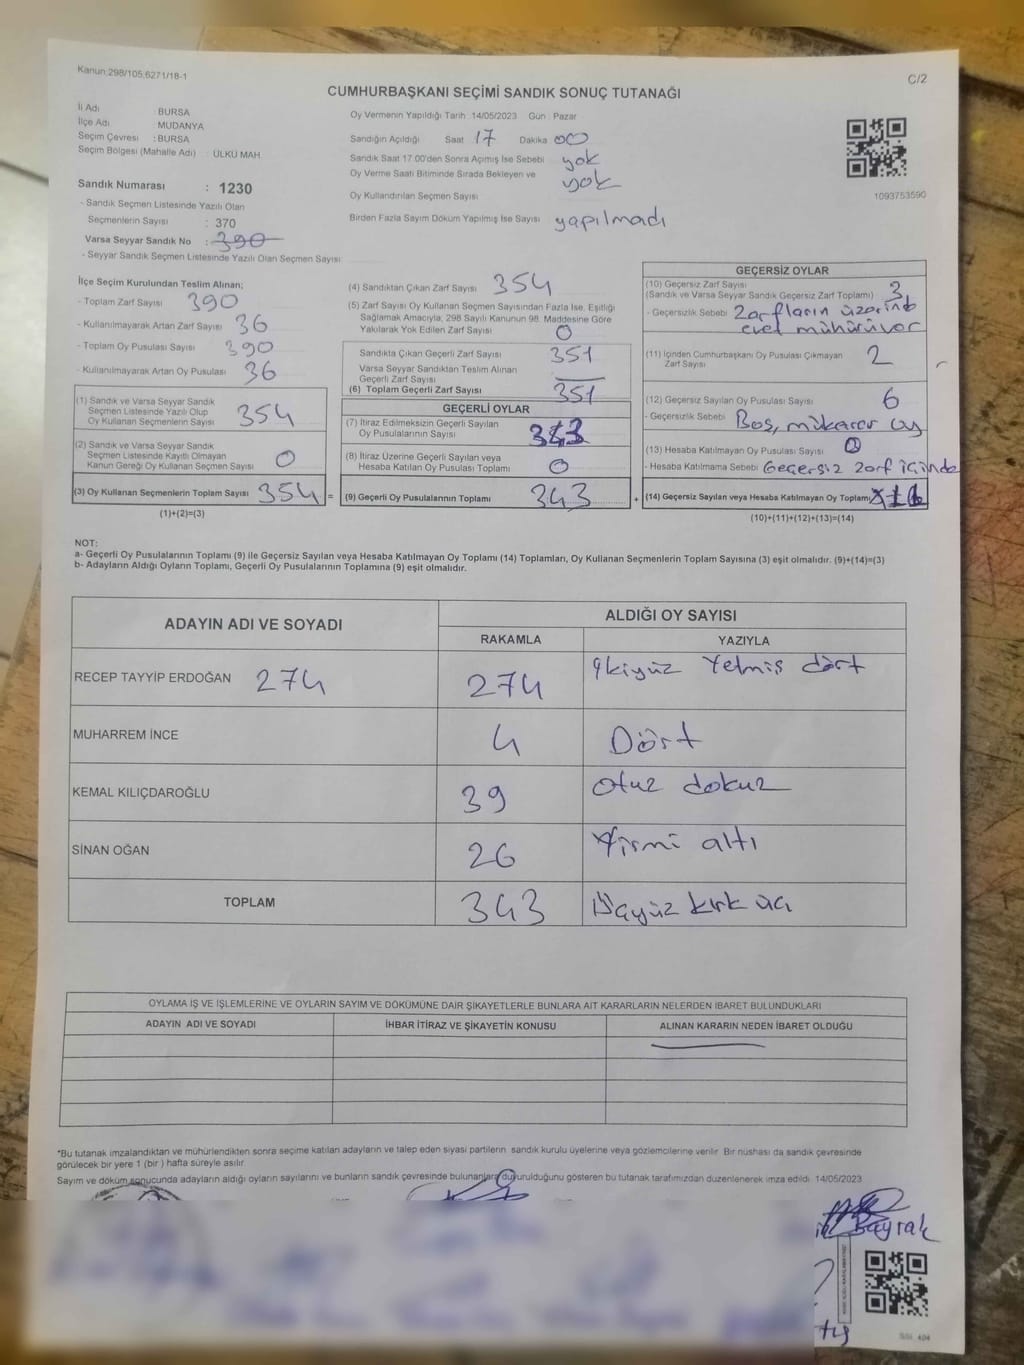 Kanun:298/105,6271/18-1
C/2
CUMHURBAŞKANI SEÇİMİ SANDIK SONUÇ TUTANAĞI
İl Adı BURSA
İlçe Adı MUDANYA
Seçim Çevresi : BURSA
Seçim Bölgesi (Mahalle Adı) : ÜLKÜ MAH
Sandık Numarası : 1230
- Sandık Seçmen Listesinde Yazılı Olan
Seçmenlerin Sayısı : 370
Varsa Seyyar Sandık No : 390
- Seyyar Sandık Seçmen Listesinde Yazılı Olan Seçmen Sayısı
Oy Vermenin Yapıldığı Tarih 14/05/2023 Gün Pazar
Sandığın Açıldığı Saat 17 Dakika 00
Sandık Saat 17.00'den Sonra Açımış İse Sebebi yok
Oy Verme Saati Bitiminde Sırada Bekleyen ve yok
Oy Kullandırılan Seçmen Sayısı
Birden Fazla Sayım Döküm Yapılmış İse Sayısı yapılmadı
1093753590
İlçe Seçim Kurulundan Teslim Alınan;
- Toplam Zarf Sayısı 390
- Kullanılmayarak Artan Zarf Sayısı 36
- Toplam Oy Pusulası Sayısı 390
- Kullanılmayarak Artan Oy Pusulası 36
(1) Sandık ve Varsa Seyyar Sandık
Seçmen Listesinde Yazılı Olup
Oy Kullanan Seçmenlerin Sayısı 354
(2) Sandık ve Varsa Seyyar Sandık
Seçmen Listesinde Kayıtlı Olmayan
Kanun Gereği Oy Kullanan Seçmen Sayısı 0
(3) Oy Kullanan Seçmenlerin Toplam Sayısı 354 =
(1)+(2)=(3)
(4) Sandıktan Çıkan Zarf Sayısı 354
(5) Zarf Sayısı Oy Kullanan Seçmen Sayısından Fazla İse, Eşitliği
Sağlamak Amacıyla, 298 Sayılı Kanunun 98. Maddesine Göre
Yakılarak Yok Edilen Zarf Sayısı 0
Sandıkta Çıkan Geçerli Zarf Sayısı 351
Varsa Seyyar Sandıktan Teslim Alınan
Geçerli Zarf Sayısı
(6) Toplam Geçerli Zarf Sayısı 351
GEÇERLİ OYLAR
(7) İtiraz Edilmeksizin Geçerli Sayılan
Oy Pusulalarının Sayısı 343
(8) İtiraz Üzerine Geçerli Sayılan veya
Hesaba Katılan Oy Pusulası Toplamı 0
(9) Geçerli Oy Pusulalarının Toplamı 343 +
GEÇERSİZ OYLAR
(10) Geçersiz Zarf Sayısı 3
(Sandık ve Varsa Seyyar Sandık Geçersiz Zarf Toplamı)
- Geçersizlik Sebebi Zarfların üzerinde
evet mühürüvor
(11) İçinden Cumhurbaşkanı Oy Pusulası Çıkmayan
Zarf Sayısı 2
(12) Geçersiz Sayılan Oy Pusulası Sayısı 6
- Geçersizlik Sebebi Boş, mükerrer oy
(13) Hesaba Katılmayan Oy Pusulası Sayısı
- Hesaba Katılmama Sebebi Geçersiz zarf içinde
(14) Geçersiz Sayılan veya Hesaba Katılmayan Oy Toplamı
(10)+(11)+(12)+(13)=(14)
NOT:
a- Geçerli Oy Pusulalarının Toplamı (9) ile Geçersiz Sayılan veya Hesaba Katılmayan Oy Toplamı (14) Toplamları, Oy Kullanan Seçmenlerin Toplam Sayısına (3) eşit olmalıdır. (9)+(14)=(3)
b- Adayların Aldığı Oyların Toplamı, Geçerli Oy Pusulalarının Toplamına (9) eşit olmalıdır.
ADAYIN ADI VE SOYADI
ALDIĞI OY SAYISI
RAKAMLA YAZIYLA
RECEP TAYYİP ERDOĞAN 274 274 ikiyüz Yetmiş dört
MUHARREM İNCE 4 Dört
KEMAL KILIÇDAROĞLU 39 otuz dokuz
SİNAN OĞAN 26 Yirmi altı
TOPLAM 343 Üçyüz kırk üç
OYLAMA İŞ VE İŞLEMLERİNE VE OYLARIN SAYIM VE DÖKÜMÜNE DAİR ŞİKAYETLERLE BUNLARA AİT KARARLARIN NELERDEN İBARET BULUNDUKLARI
ADAYIN ADI VE SOYADI İHBAR İTİRAZ VE ŞİKAYETİN KONUSU ALINAN KARARIN NEDEN İBARET OLDUĞU
*Bu tutanak imzalandıktan ve mühürlendikten sonra seçime katılan adayların ve talep eden siyasi partilerin sandık kurulu üyelerine veya gözlemcilerine verilir. Bir nüshası da sandık çevresinde
görülecek bir yere 1 (bir ) hafta süreyle asılır.
Sayım ve döküm sonucunda adayların aldığı oyların sayılarını ve bunların sandık çevresinde bulunanlara duyurulduğunu gösteren bu tutanak tarafımızdan düzenlenerek imza edildi. 14/05/2023
Bayrak